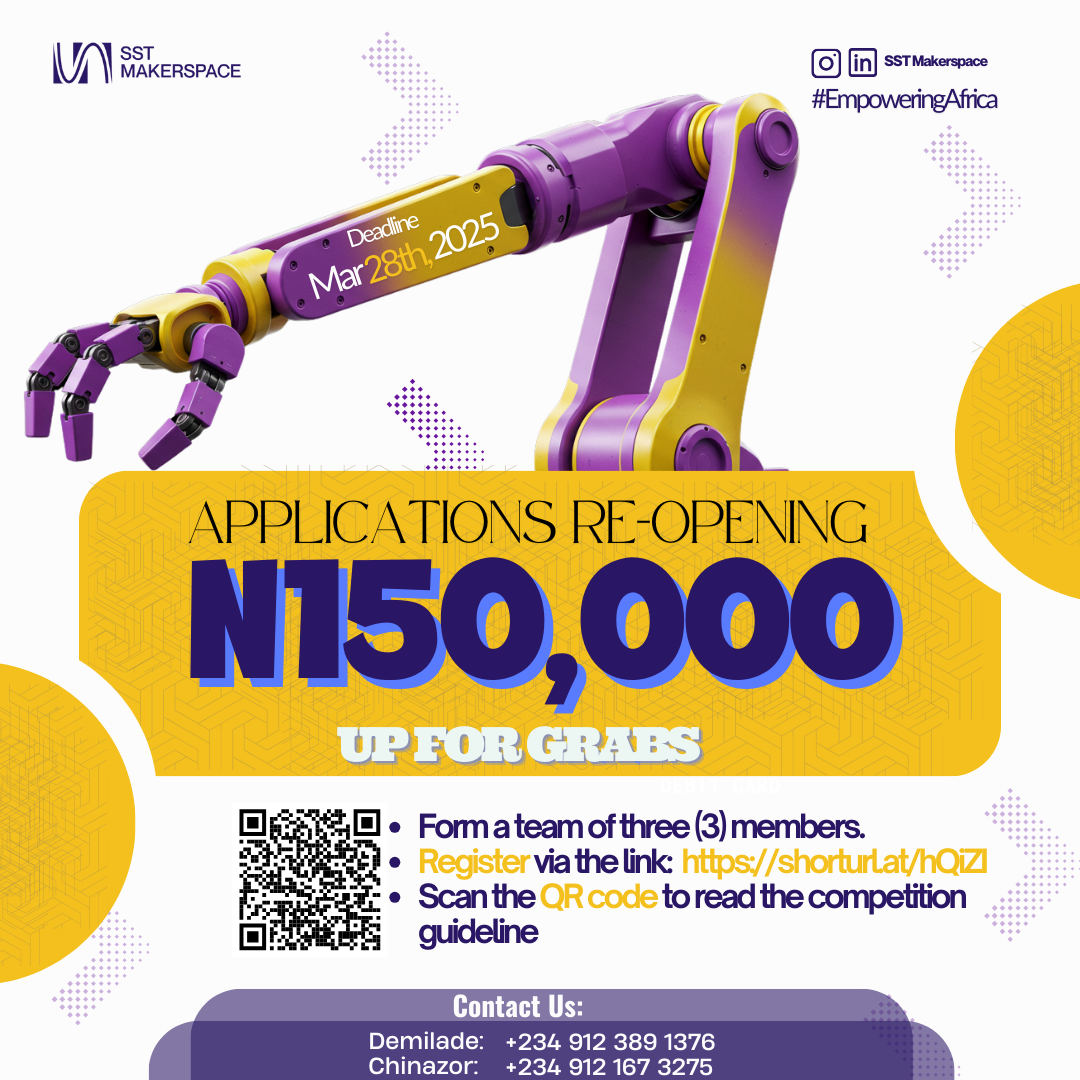 SST
MAKERSPACE
SST Makerspace
#EmpoweringAfrica
Deadline
Mar 28th, 2025
APPLICATIONS RE-OPENING
N150,000
UP FOR GRABS
• Form a team of three (3) members.
• Register via the link: https://shorturl.at/hQiZI
• Scan the QR code to read the competition
guideline
Contact Us:
Demilade: +234 912 389 1376
Chinazor: +234 912 167 3275